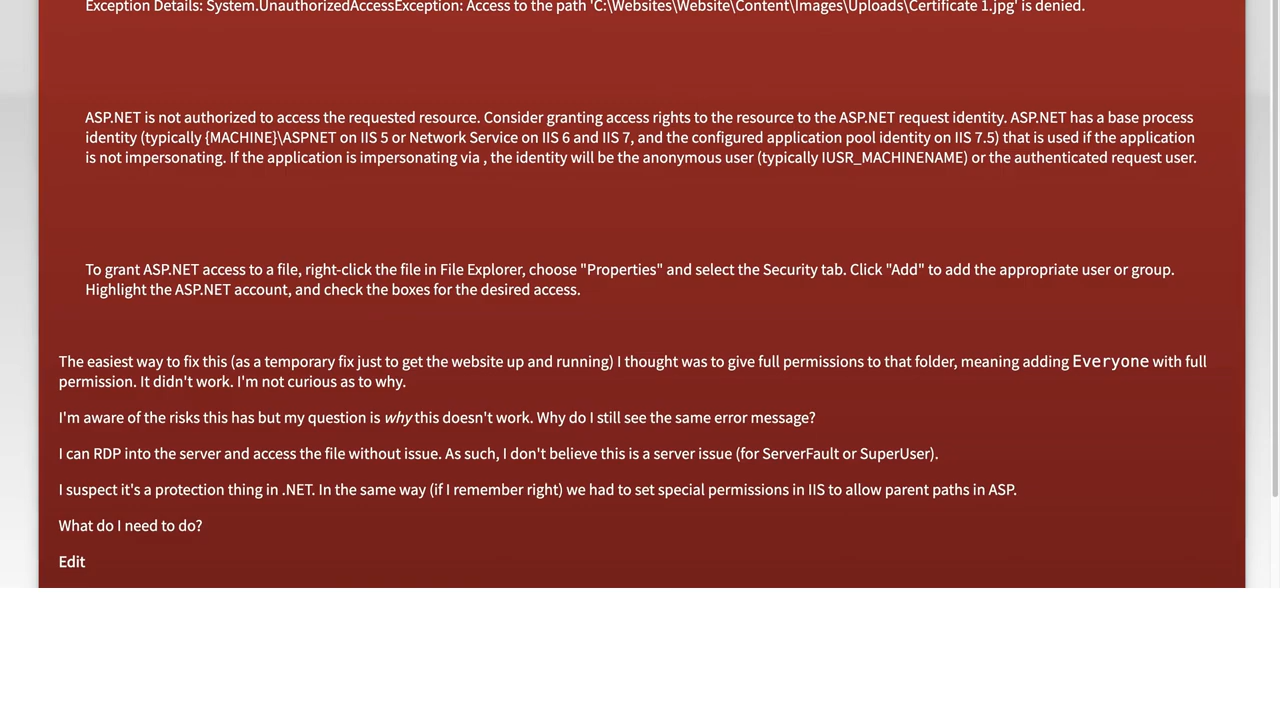 Exception Details: System.UnauthorizedAccessException: Access to the path 'C:\Websites\Website\Content\Images\Uploads\Certificate 1.jpg' is denied.
ASP.NET is not authorized to access the requested resource. Consider granting access rights to the resource to the ASP.NET request identity. ASP.NET has a base process
identity (typically {MACHINE}\ASPNET on IIS 5 or Network Service on IIS 6 and IIS 7, and the configured application pool identity on IIS 7.5) that is used if the application
is not impersonating. If the application is impersonating via , the identity will be the anonymous user (typically IUSR_MACHINENAME) or the authenticated request user.
To grant ASP.NET access to a file, right-click the file in File Explorer, choose "Properties" and select the Security tab. Click "Add" to add the appropriate user or group.
Highlight the ASP.NET account, and check the boxes for the desired access.
The easiest way to fix this (as a temporary fix just to get the website up and running) I thought was to give full permissions to that folder, meaning adding Everyone with full
permission. It didn't work. I'm not curious as to why.
I'm aware of the risks this has but my question is why this doesn't work. Why do I still see the same error message?
I can RDP into the server and access the file without issue. As such, I don't believe this is a server issue (for ServerFault or SuperUser).
I suspect it's a protection thing in .NET. In the same way (if I remember right) we had to set special permissions in IIS to allow parent paths in ASP.
What do I need to do?
Edit